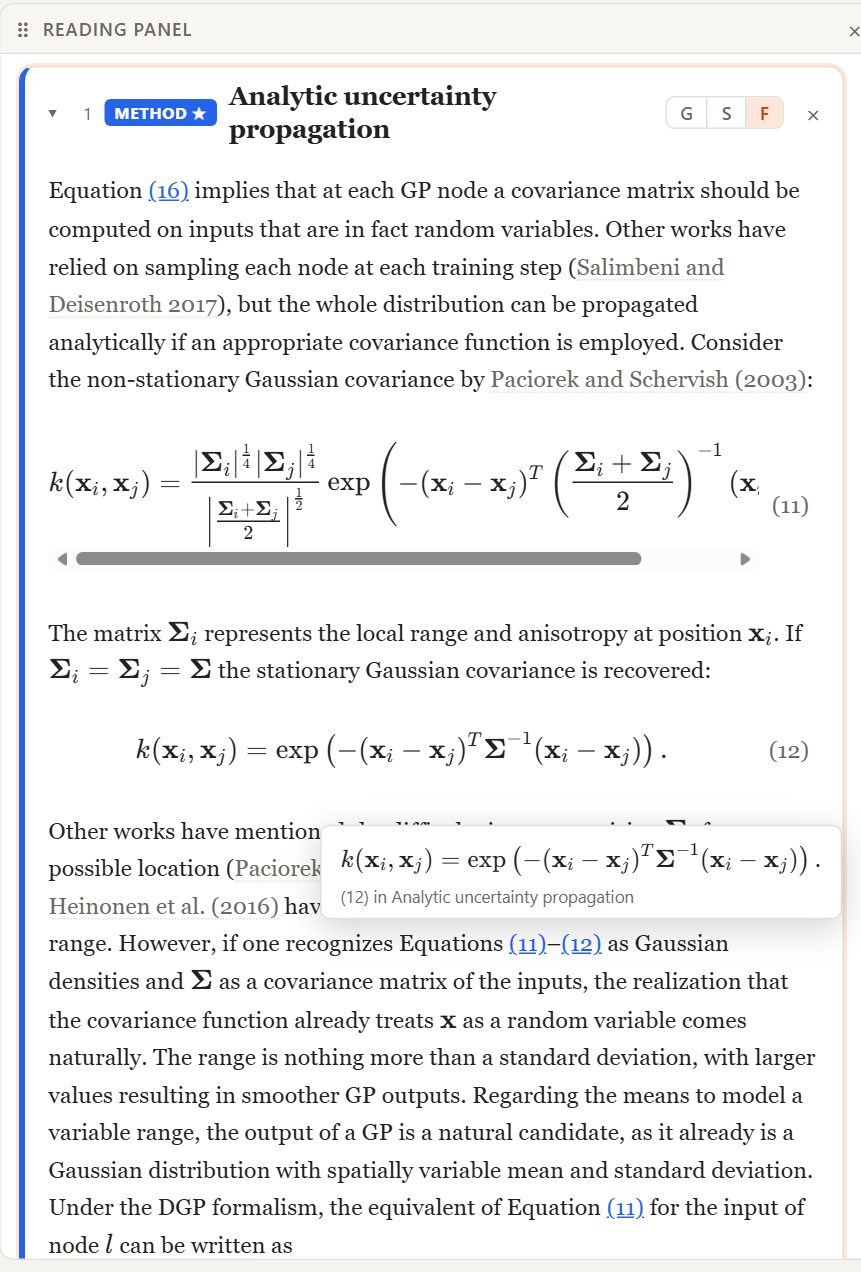 READING PANEL ×
▼ 1 METHOD ★ Analytic uncertainty propagation G S F ×
Equation (16) implies that at each GP node a covariance matrix should be
computed on inputs that are in fact random variables. Other works have
relied on sampling each node at each training step (Salimbeni and
Deisenroth 2017), but the whole distribution can be propagated
analytically if an appropriate covariance function is employed. Consider
the non-stationary Gaussian covariance by Paciorek and Schervish (2003):
k(𝐱ᵢ, 𝐱ⱼ) = |𝚺ᵢ|^(1/4) |𝚺ⱼ|^(1/4) / |(𝚺ᵢ+𝚺ⱼ)/2|^(1/2) exp (−(𝐱ᵢ − 𝐱ⱼ)ᵀ ((𝚺ᵢ + 𝚺ⱼ)/2)⁻¹ (𝐱 (11)
The matrix 𝚺ᵢ represents the local range and anisotropy at position 𝐱ᵢ. If
𝚺ᵢ = 𝚺ⱼ = 𝚺 the stationary Gaussian covariance is recovered:
k(𝐱ᵢ, 𝐱ⱼ) = exp (−(𝐱ᵢ − 𝐱ⱼ)ᵀ𝚺⁻¹(𝐱ᵢ − 𝐱ⱼ)) . (12)
Other works have mention
possible location (Paciorek
Heinonen et al. (2016) hav
k(𝐱ᵢ, 𝐱ⱼ) = exp (−(𝐱ᵢ − 𝐱ⱼ)ᵀ𝚺⁻¹(𝐱ᵢ − 𝐱ⱼ)) .
(12) in Analytic uncertainty propagation
range. However, if one recognizes Equations (11)–(12) as Gaussian
densities and 𝚺 as a covariance matrix of the inputs, the realization that
the covariance function already treats 𝐱 as a random variable comes
naturally. The range is nothing more than a standard deviation, with larger
values resulting in smoother GP outputs. Regarding the means to model a
variable range, the output of a GP is a natural candidate, as it already is a
Gaussian distribution with spatially variable mean and standard deviation.
Under the DGP formalism, the equivalent of Equation (11) for the input of
node l can be written as